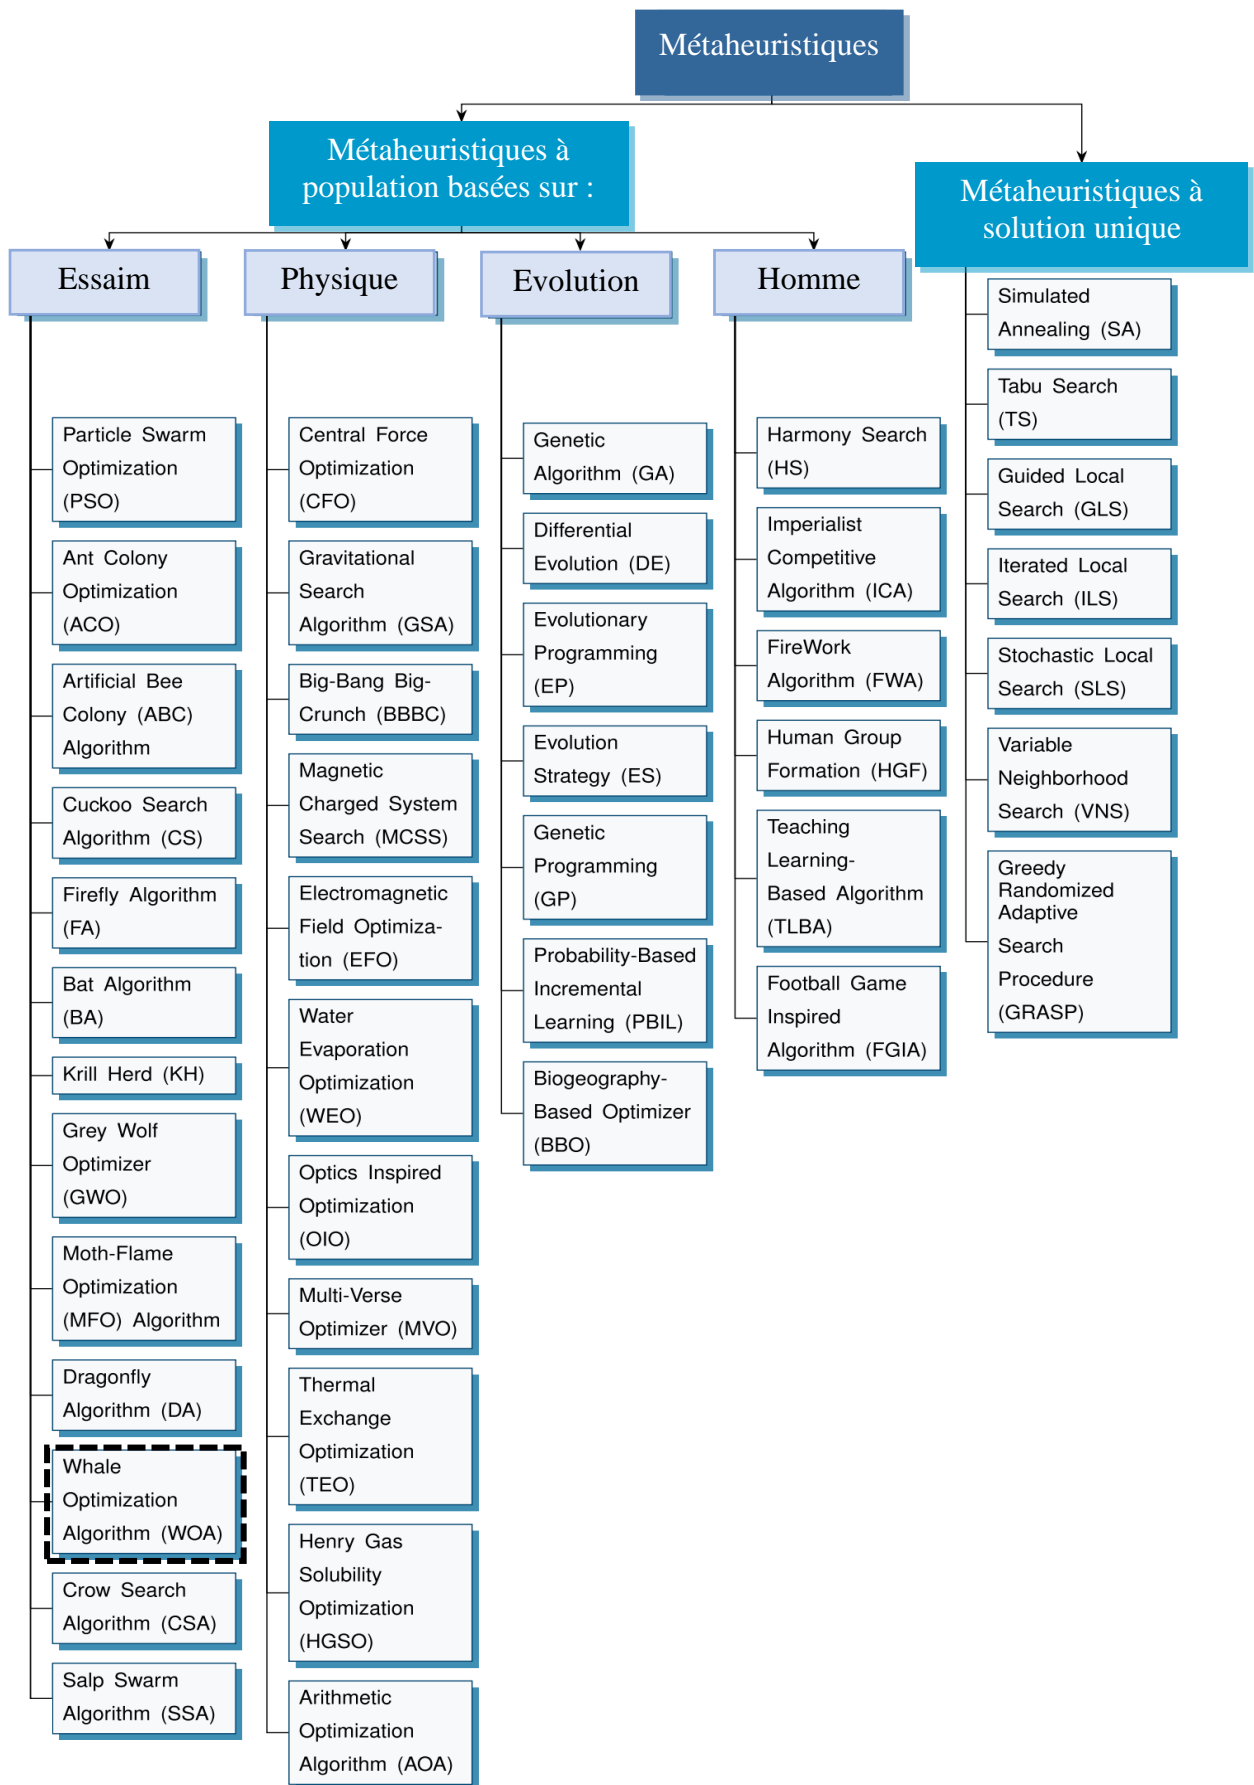 Métaheuristiques
Métaheuristiques à
population basées sur :
Métaheuristiques à
solution unique
Essaim
Physique
Evolution
Homme
Particle Swarm
Optimization
(PSO)
Ant Colony
Optimization
(ACO)
Artificial Bee
Colony (ABC)
Algorithm
Cuckoo Search
Algorithm (CS)
Firefly Algorithm
(FA)
Bat Algorithm
(BA)
Krill Herd (KH)
Grey Wolf
Optimizer
(GWO)
Moth-Flame
Optimization
(MFO) Algorithm
Dragonfly
Algorithm (DA)
Whale
Optimization
Algorithm (WOA)
Crow Search
Algorithm (CSA)
Salp Swarm
Algorithm (SSA)
Central Force
Optimization
(CFO)
Gravitational
Search
Algorithm (GSA)
Big-Bang Big-
Crunch (BBBC)
Magnetic
Charged System
Search (MCSS)
Electromagnetic
Field Optimiza-
tion (EFO)
Water
Evaporation
Optimization
(WEO)
Optics Inspired
Optimization
(OIO)
Multi-Verse
Optimizer (MVO)
Thermal
Exchange
Optimization
(TEO)
Henry Gas
Solubility
Optimization
(HGSO)
Arithmetic
Optimization
Algorithm (AOA)
Genetic
Algorithm (GA)
Differential
Evolution (DE)
Evolutionary
Programming
(EP)
Evolution
Strategy (ES)
Genetic
Programming
(GP)
Probability-Based
Incremental
Learning (PBIL)
Biogeography-
Based Optimizer
(BBO)
Harmony Search
(HS)
Imperialist
Competitive
Algorithm (ICA)
FireWork
Algorithm (FWA)
Human Group
Formation (HGF)
Teaching
Learning-
Based Algorithm
(TLBA)
Football Game
Inspired
Algorithm (FGIA)
Simulated
Annealing (SA)
Tabu Search
(TS)
Guided Local
Search (GLS)
Iterated Local
Search (ILS)
Stochastic Local
Search (SLS)
Variable
Neighborhood
Search (VNS)
Greedy
Randomized
Adaptive
Search
Procedure
(GRASP)